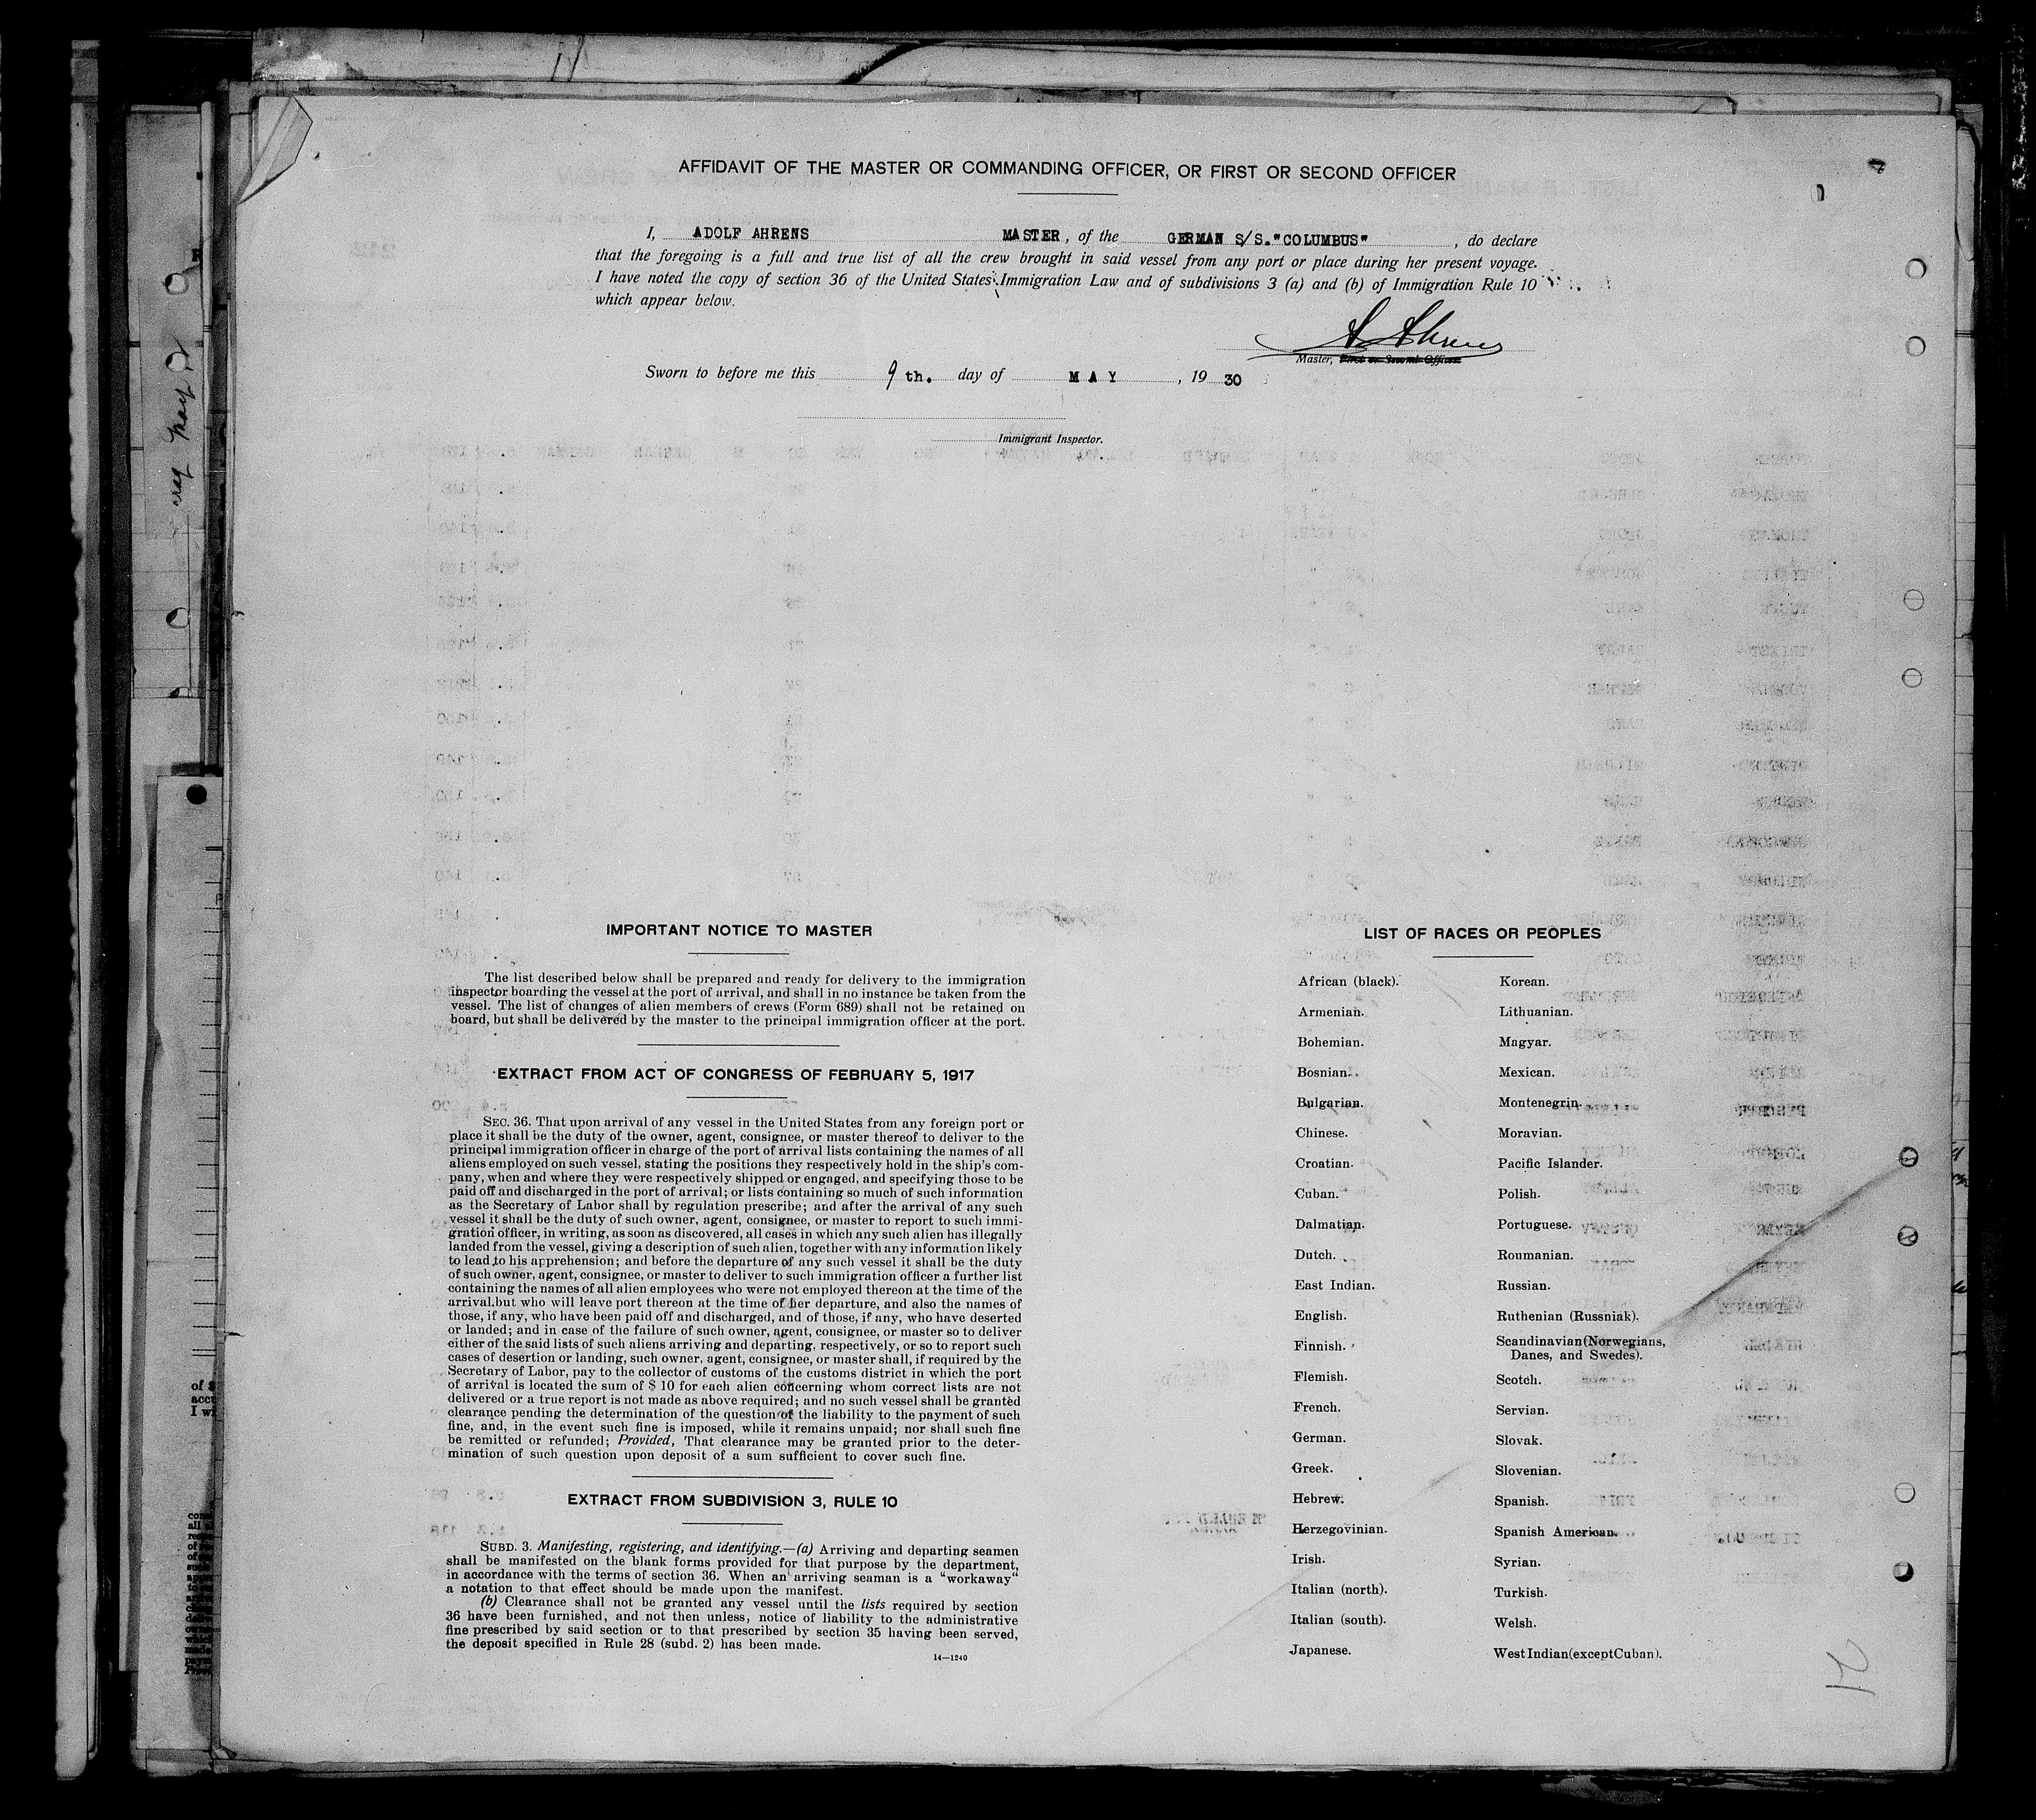 AFFIDAVIT OF THE MASTER OR COMMANDING OFFICER, OR FIRST OR SECOND OFFICER
I, ADOLF AHRENS MASTER, of the GERMAN S/S. "COLUMBUS", do declare
that the foregoing is a full and true list of all the crew brought in said vessel from any port or place during her present voyage.
I have noted the copy of section 36 of the United States Immigration Law and of subdivisions 3 (a) and (b) of Immigration Rule 10
which appear below.
A Ahrens
Master, First or Second Officer.
Sworn to before me this 9 th. day of MAY, 19 30
Immigrant Inspector.
IMPORTANT NOTICE TO MASTER
The list described below shall be prepared and ready for delivery to the immigration
inspector boarding the vessel at the port of arrival, and shall in no instance be taken from the
vessel. The list of changes of alien members of crews (Form 689) shall not be retained on
board, but shall be delivered by the master to the principal immigration officer at the port.
EXTRACT FROM ACT OF CONGRESS OF FEBRUARY 5, 1917
SEC. 36. That upon arrival of any vessel in the United States from any foreign port or
place it shall be the duty of the owner, agent, consignee, or master thereof to deliver to the
principal immigration officer in charge of the port of arrival lists containing the names of all
aliens employed on such vessel, stating the positions they respectively hold in the ship's com-
pany, when and where they were respectively shipped or engaged, and specifying those to be
paid off and discharged in the port of arrival; or lists containing so much of such information
as the Secretary of Labor shall by regulation prescribe; and after the arrival of any such
vessel it shall be the duty of such owner, agent, consignee, or master to report to such immi-
gration officer, in writing, as soon as discovered, all cases in which any such alien has illegally
landed from the vessel, giving a description of such alien, together with any information likely
to lead to his apprehension; and before the departure of any such vessel it shall be the duty
of such owner, agent, consignee, or master to deliver to such immigration officer a further list
containing the names of all alien employees who were not employed thereon at the time of the
arrival, but who will leave port thereon at the time of her departure, and also the names of
those, if any, who have been paid off and discharged, and of those, if any, who have deserted
or landed; and in case of the failure of such owner, agent, consignee, or master so to deliver
either of the said lists of such aliens arriving and departing, respectively, or so to report such
cases of desertion or landing, such owner, agent, consignee, or master shall, if required by the
Secretary of Labor, pay to the collector of customs of the customs district in which the port
of arrival is located the sum of $ 10 for each alien concerning whom correct lists are not
delivered or a true report is not made as above required; and no such vessel shall be granted
clearance pending the determination of the question of the liability to the payment of such
fine, and, in the event such fine is imposed, while it remains unpaid; nor shall such fine
be remitted or refunded; Provided, That clearance may be granted prior to the deter-
mination of such question upon deposit of a sum sufficient to cover such fine.
EXTRACT FROM SUBDIVISION 3, RULE 10
SUBD. 3. Manifesting, registering, and identifying.—(a) Arriving and departing seamen
shall be manifested on the blank forms provided for that purpose by the department,
in accordance with the terms of section 36. When an arriving seaman is a "workaway"
a notation to that effect should be made upon the manifest.
(b) Clearance shall not be granted any vessel until the lists required by section
36 have been furnished, and not then unless, notice of liability to the administrative
fine prescribed by said section or to that prescribed by section 35 having been served,
the deposit specified in Rule 28 (subd. 2) has been made.
14—1240
LIST OF RACES OR PEOPLES
African (black).
Armenian.
Bohemian.
Bosnian.
Bulgarian.
Chinese.
Croatian.
Cuban.
Dalmatian.
Dutch.
East Indian.
English.
Finnish.
Flemish.
French.
German.
Greek.
Hebrew.
Herzegovinian.
Irish.
Italian (north).
Italian (south).
Japanese.
Korean.
Lithuanian.
Magyar.
Mexican.
Montenegrin.
Moravian.
Pacific Islander.
Polish.
Portuguese.
Roumanian.
Russian.
Ruthenian (Russniak).
Scandinavian (Norwegians,
Danes, and Swedes).
Scotch.
Servian.
Slovak.
Slovenian.
Spanish.
Spanish American.
Syrian.
Turkish.
Welsh.
West Indian (except Cuban).